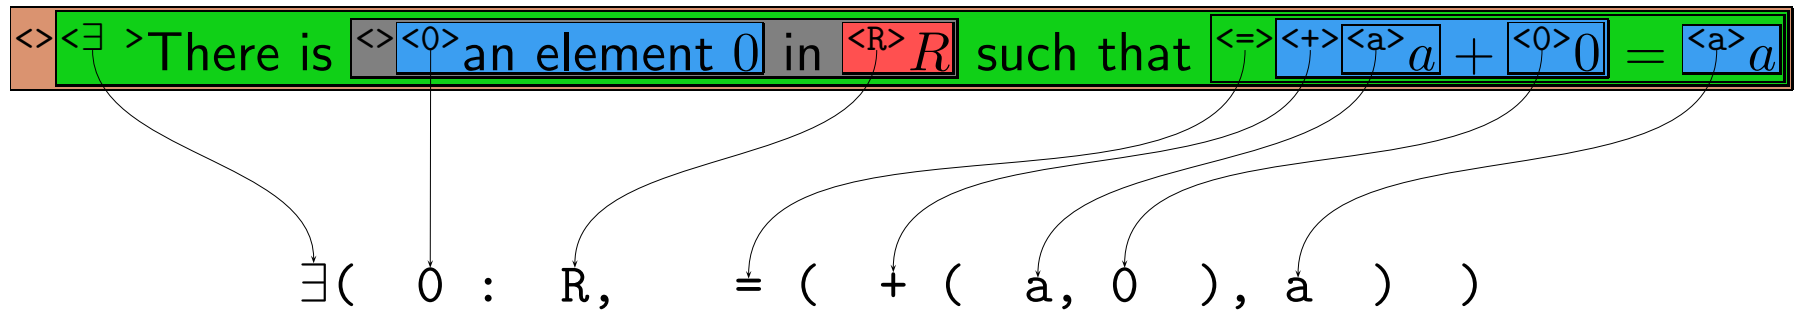 <><∃ >There is <><0>an element 0 in <R>R such that <=><+><a>a + <0>0 = <a>a
∃( 0 : R, = ( + ( a, 0 ), a ) )